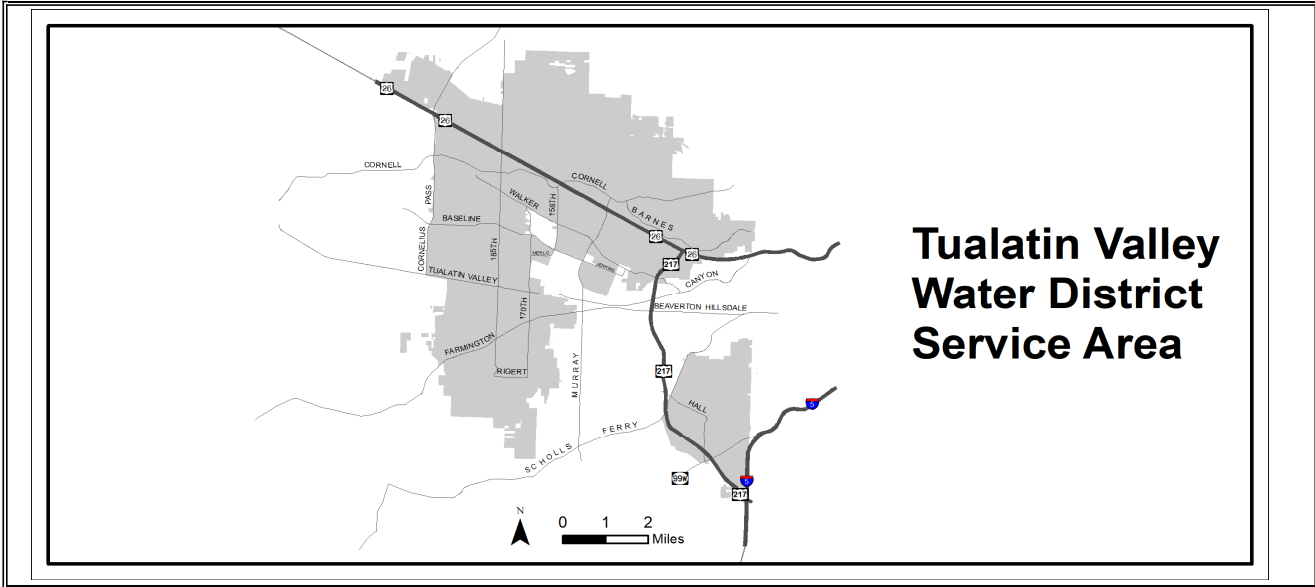 Tualatin Valley
Water District
Service Area
26
26
CORNELL
CORNELL
PASS
WALKER
158TH
BARNES
BASELINE
CORNELIUS
185TH
26
26
217
MERLO
JENKINS
TUALATIN VALLEY
CANYON
170TH
BEAVERTON HILLSDALE
FARMINGTON
RIGERT
MURRAY
217
HALL
5
FERRY
SCHOLLS
99W
5
217
N
0 1 2
Miles